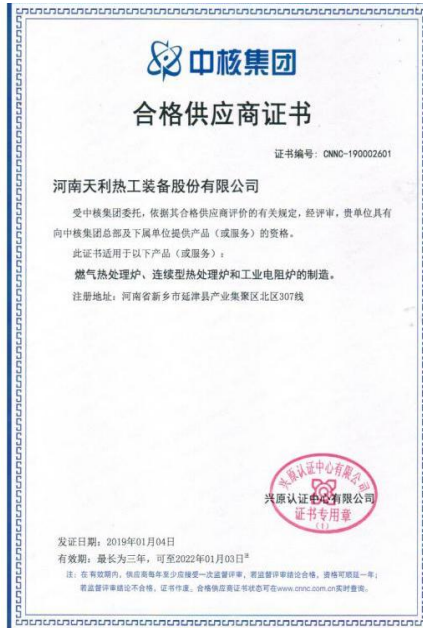 中核集团
合格供应商证书
证书编号：CNNC-190002601
河南天利热工装备股份有限公司
受中核集团委托，依据其合格供应商评价的有关规定，经评审，贵单位具有
向中核集团总部及下属单位提供产品（或服务）的资格。
此证书适用于以下产品（或服务）：
燃气热处理炉、连续型热处理炉和工业电阻炉的制造。
注册地址：河南省新乡市延津县产业集聚区北区307线
兴原认证中心有限公司
兴原认证中心有限公司
证书专用章
（1）
发证日期：2019年01月04日
有效期：最长为三年，可至2022年01月03日注
注：在有效期内，供应商每年至少应接受一次监督评审，若监督评审结论合格，资格可顺延一年；
若监督评审结论不合格，证书作废。合格供应商证书状态可在www.cnnc.com.cn实时查询。